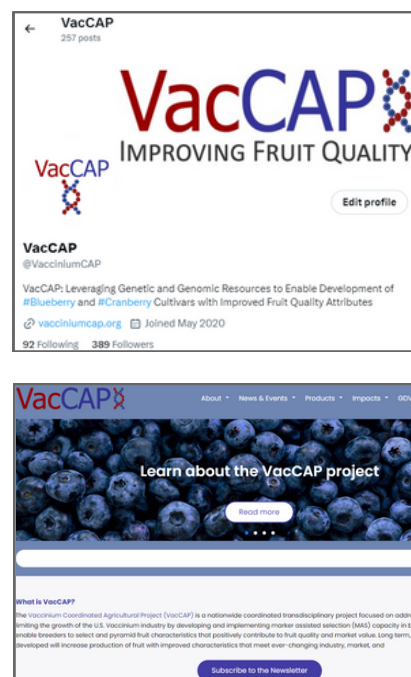 VacCAP
257 posts
VacCAP
IMPROVING FRUIT QUALITY
VacCAP
Edit profile
VacCAP
@VacciniumCAP
VacCAP: Leveraging Genetic and Genomic Resources to Enable Development of
#Blueberry and #Cranberry Cultivars with Improved Fruit Quality Attributes
vacciniumcap.org Joined May 2020
92 Following 389 Followers
VacCAP
About News & Events Products Impacts
Learn about the VacCAP project
Read more
What is VacCAP?
The Vaccinium Coordinated Agricultural Project (VacCAP) is a nationwide coordinated transdisciplinary project focused on
limiting the growth of the U.S. Vaccinium industry by developing and implementing marker assisted selection (MAS) capacity in
enable breeders to select and pyramid fruit characteristics that positively contribute to fruit quality and market value. Long term,
developed will increase production of fruit with improved characteristics that meet ever-changing industry, market, and
Subscribe to the Newsletter